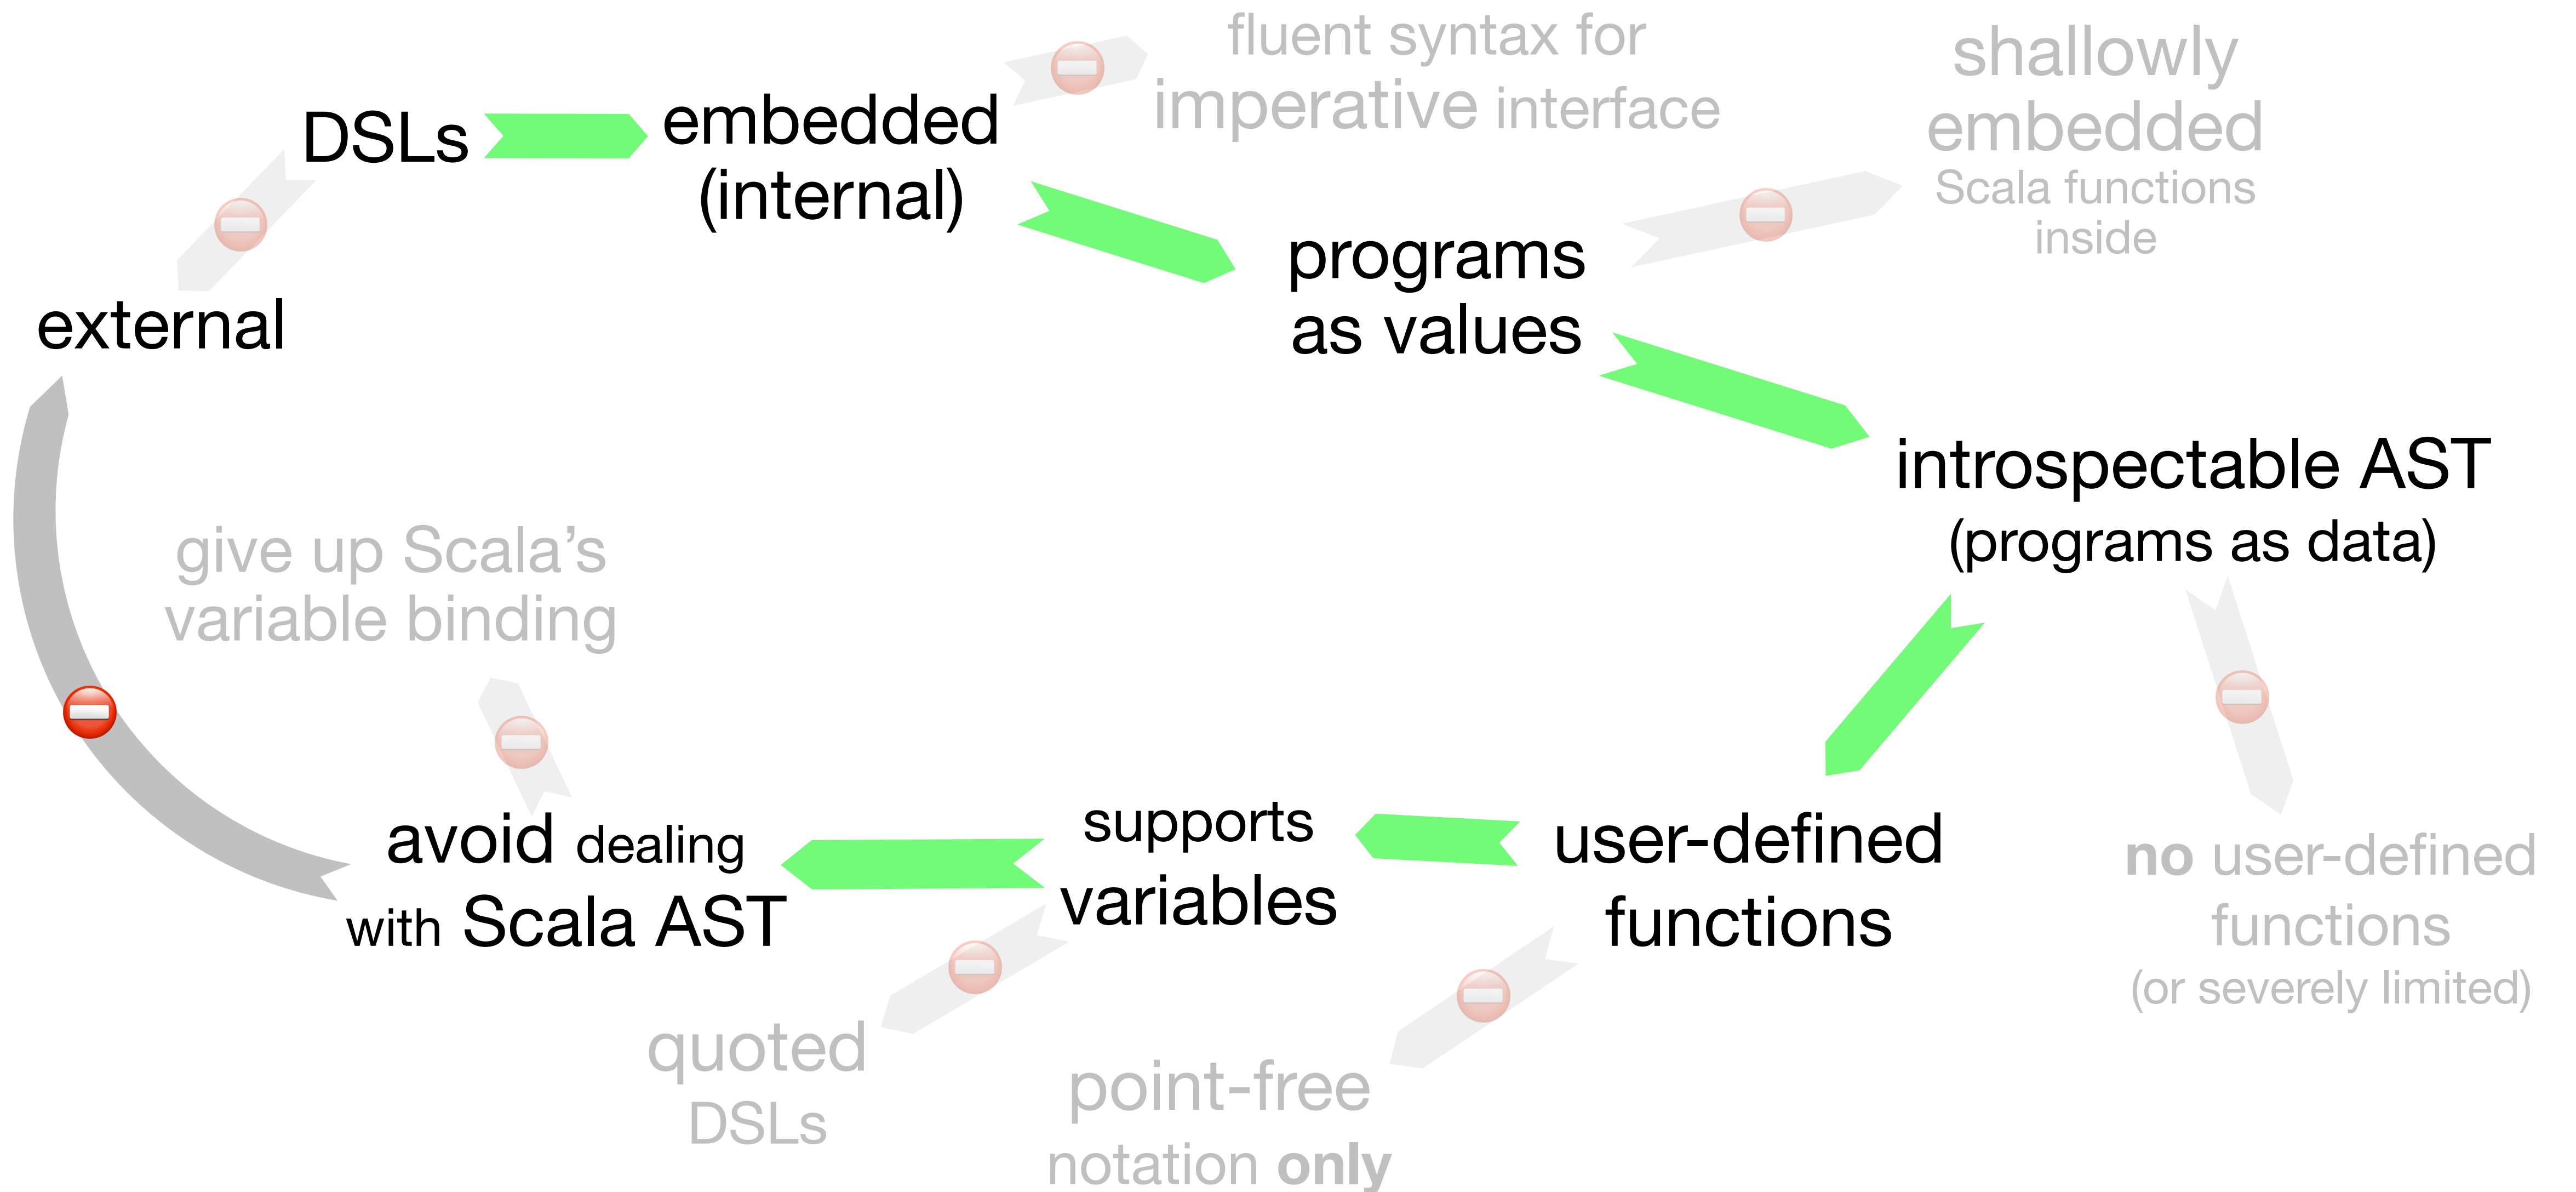 fluent syntax for
imperative interface
shallowly
embedded
Scala functions
inside
DSLs
embedded
(internal)
programs
as values
external
introspectable AST
(programs as data)
give up Scala’s
variable binding
avoid dealing
with Scala AST
supports
variables
user-defined
functions
no user-defined
functions
(or severely limited)
quoted
DSLs
point-free
notation only